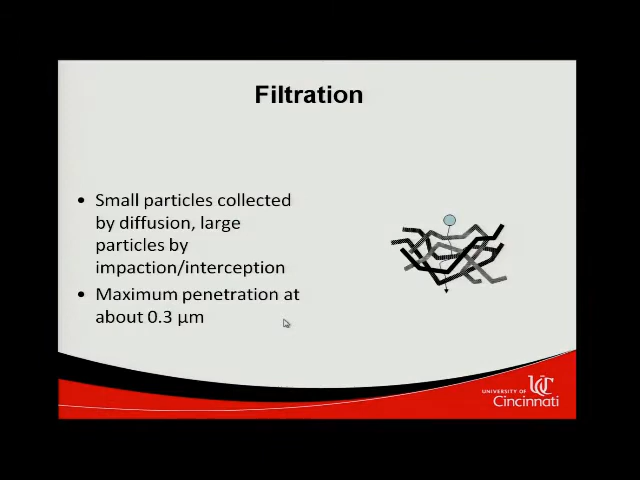 Filtration
• Small particles collected
by diffusion, large
particles by
impaction/interception
• Maximum penetration at
about 0.3 µm
UNIVERSITY OF
UC
Cincinnati